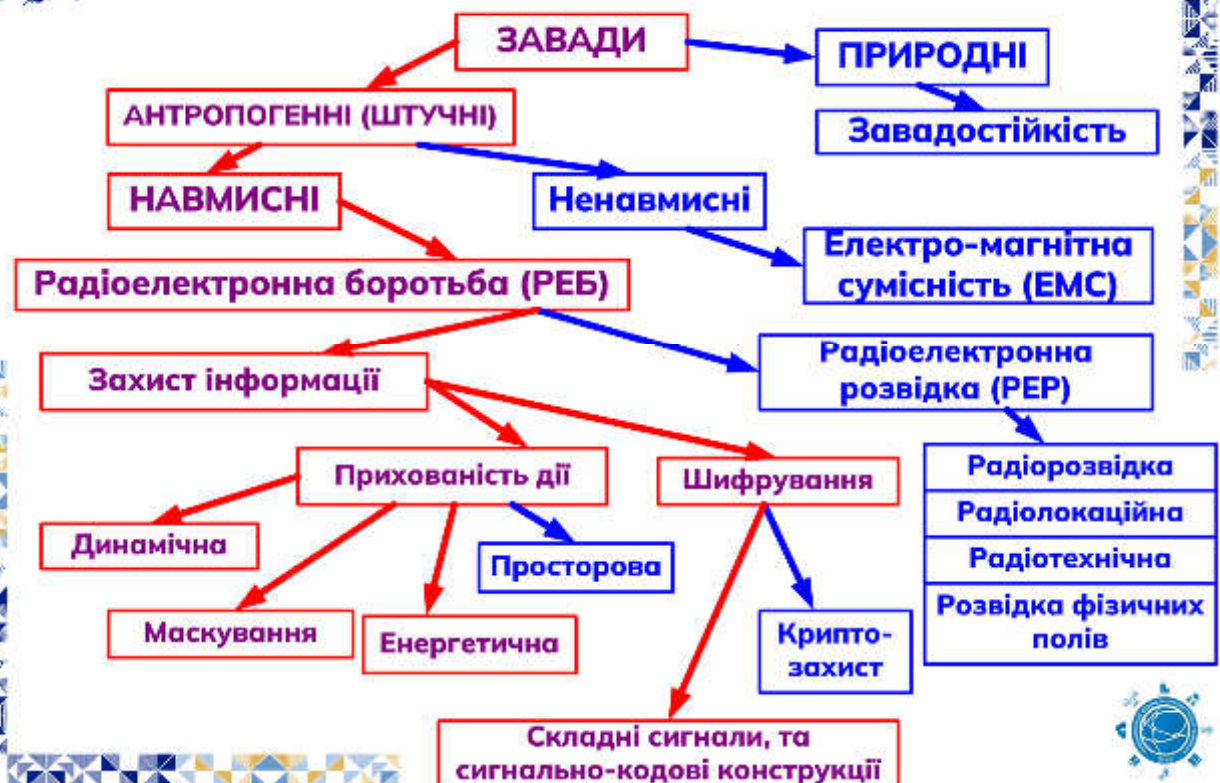 ЗАВАДИ
ПРИРОДНІ
АНТРОПОГЕННІ (ШТУЧНІ)
Завадостійкість
НАВМИСНІ
Ненавмисні
Електро-магнітна
сумісність (ЕМС)
Радіоелектронна боротьба (РЕБ)
Захист інформації
Радіоелектронна
розвідка (РЕР)
Прихованість дії
Шифрування
Радіорозвідка
Радіолокаційна
Радіотехнічна
Розвідка фізичних
полів
Динамічна
Просторова
Маскування
Енергетична
Крипто-
захист
Складні сигнали, та
сигнально-кодові конструкції